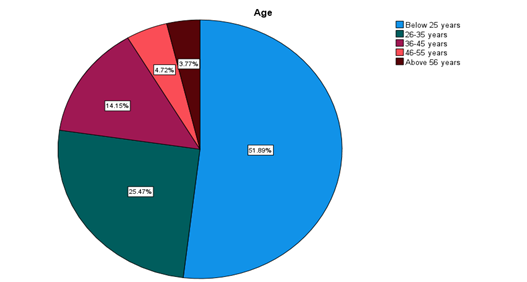 Age
Below 25 years
26-35 years
36-45 years
46-55 years
Above 56 years
3.77%
4.72%
14.15%
51.89%
25.47%